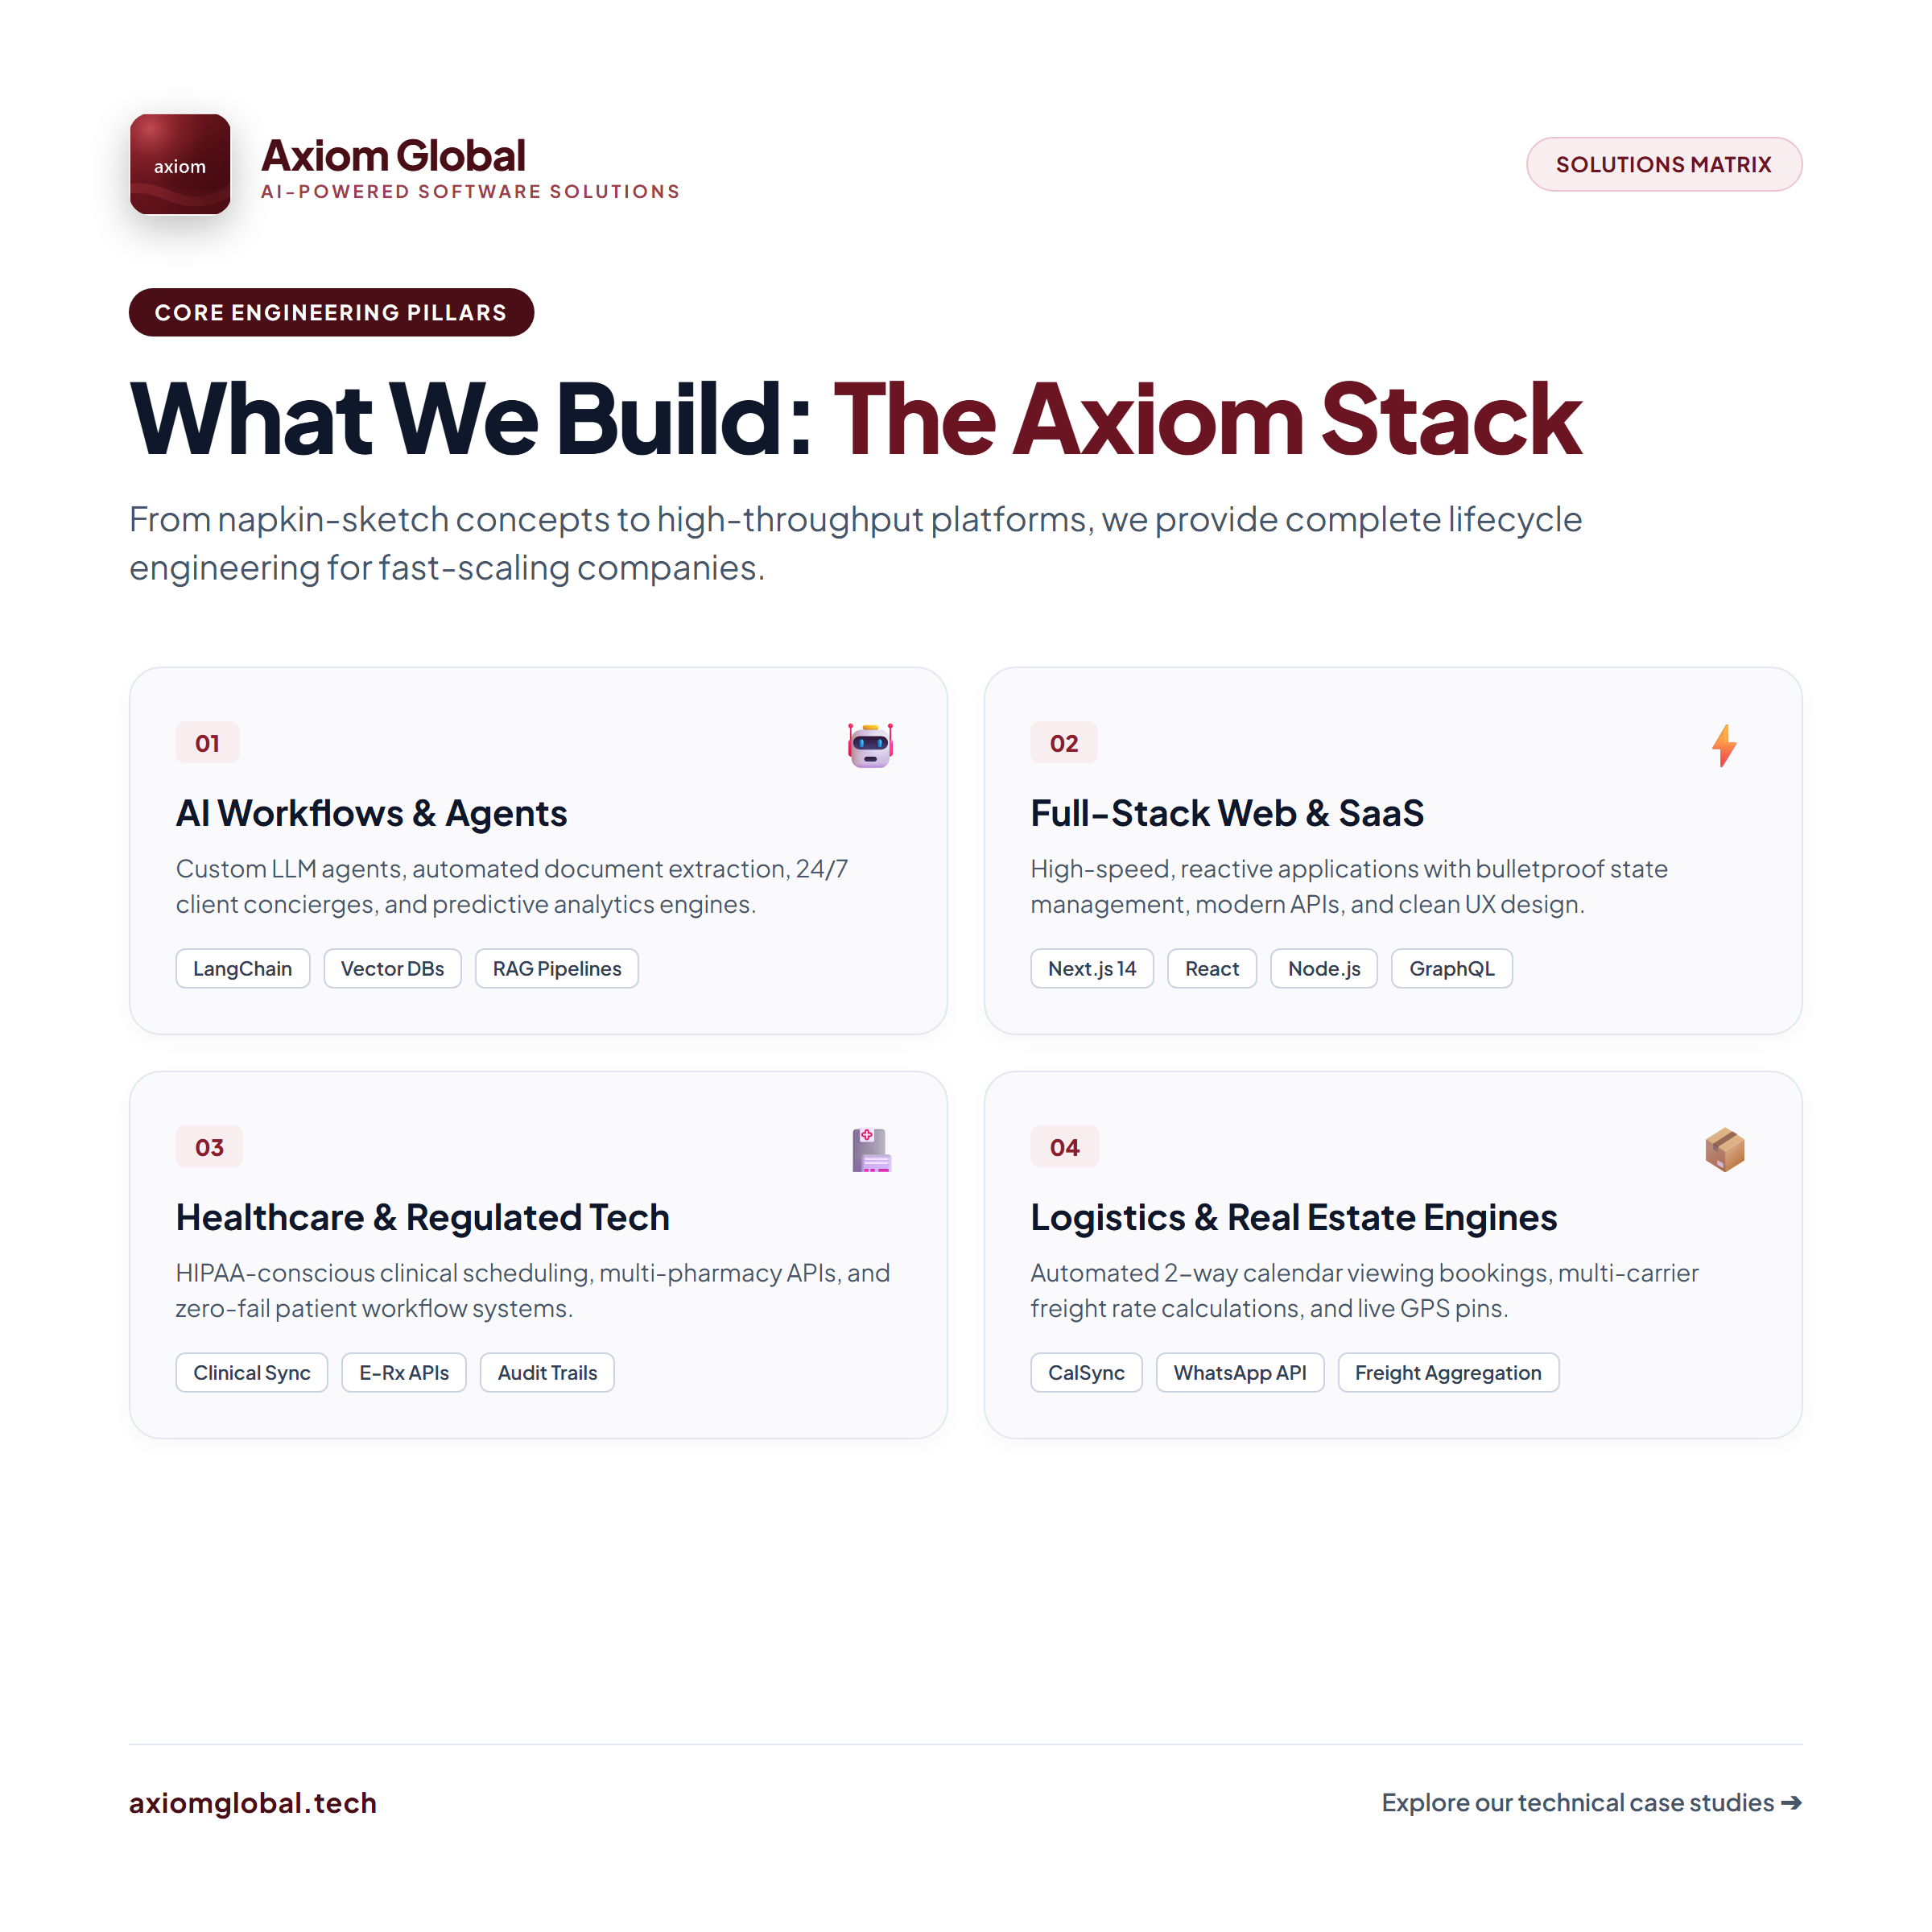 axiom
Axiom Global
AI-POWERED SOFTWARE SOLUTIONS
SOLUTIONS MATRIX
CORE ENGINEERING PILLARS
What We Build: The Axiom Stack
From napkin-sketch concepts to high-throughput platforms, we provide complete lifecycle
engineering for fast-scaling companies.
01
AI Workflows & Agents
Custom LLM agents, automated document extraction, 24/7
client concierges, and predictive analytics engines.
LangChain Vector DBs RAG Pipelines
02
Full-Stack Web & SaaS
High-speed, reactive applications with bulletproof state
management, modern APIs, and clean UX design.
Next.js 14 React Node.js GraphQL
03
Healthcare & Regulated Tech
HIPAA-conscious clinical scheduling, multi-pharmacy APIs, and
zero-fail patient workflow systems.
Clinical Sync E-Rx APIs Audit Trails
04
Logistics & Real Estate Engines
Automated 2-way calendar viewing bookings, multi-carrier
freight rate calculations, and live GPS pins.
CalSync WhatsApp API Freight Aggregation
axiomglobal.tech
Explore our technical case studies ➔